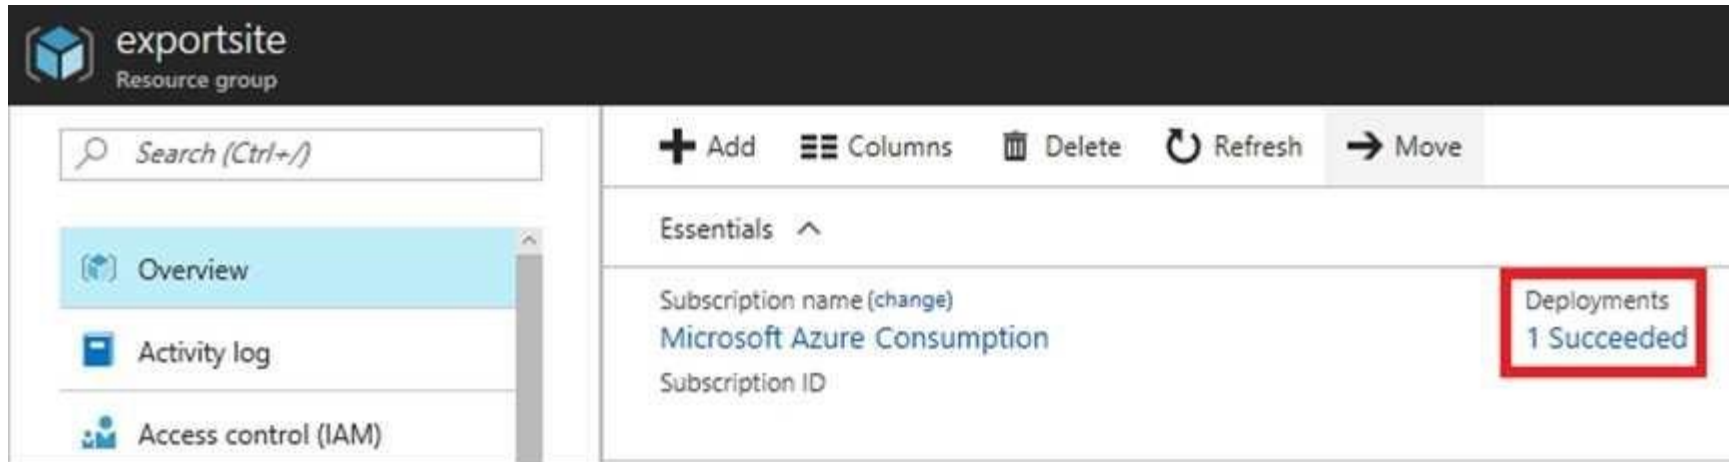 exportsite
Resource group
Search (Ctrl+/)
Overview
Activity log
Access control (IAM)
Add Columns Delete Refresh Move
Essentials
Subscription name (change)
Microsoft Azure Consumption
Subscription ID
Deployments
1 Succeeded